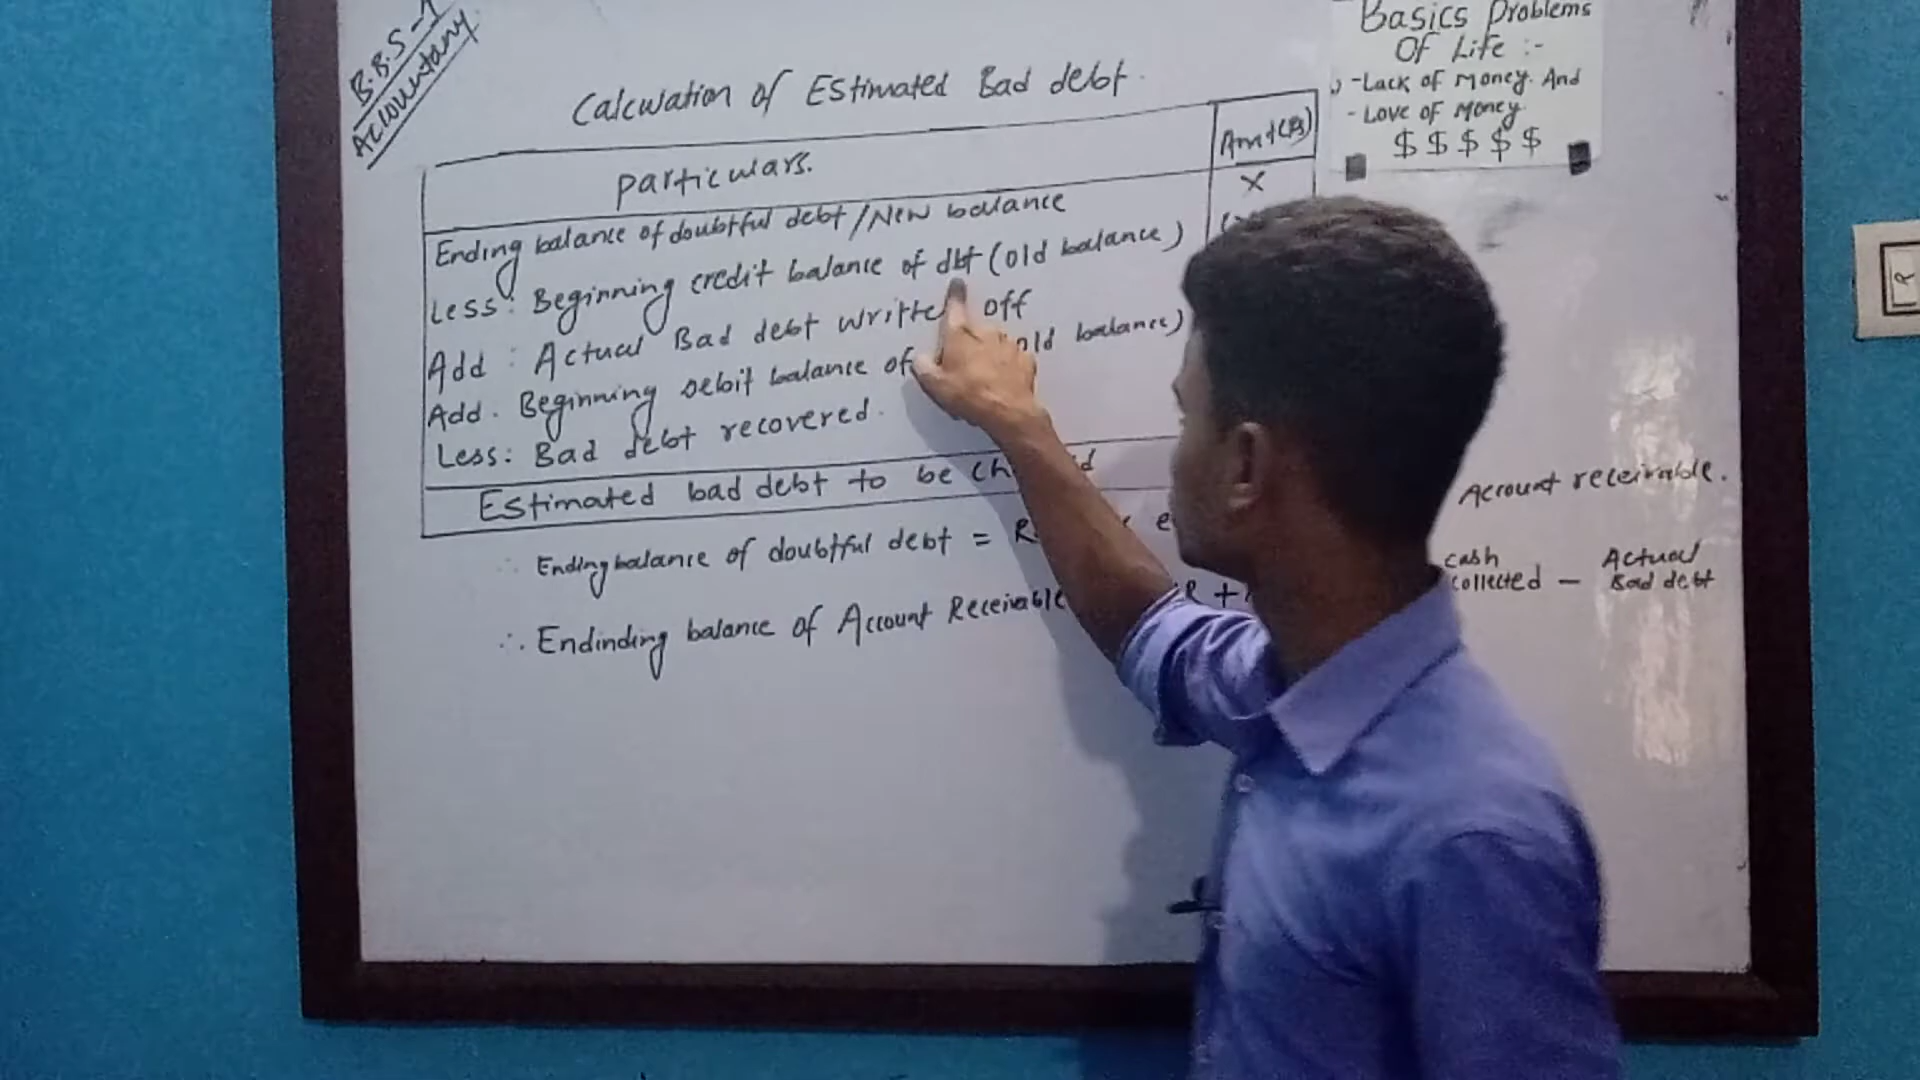 B.B.S-1
Accountany
Calculation of Estimated Bad debt.
particulars.
Amt(Rs)
Ending balance of doubtful debt/New balance
X
Less: Beginning credit balance of dbt (old balance)
Add: Actual Bad debt written off
Add. Beginning debit balance of old balance)
Less: Bad debt recovered.
Estimated bad debt to be
∴ Ending balance of doubtful debt =
Account receivable.
∴ Endinding balance of Account Receivable
cash collected – Actual Bad debt
Basics Problems
Of Life :-
-Lack of money. And
- Love of Money
$ $ $ $ $